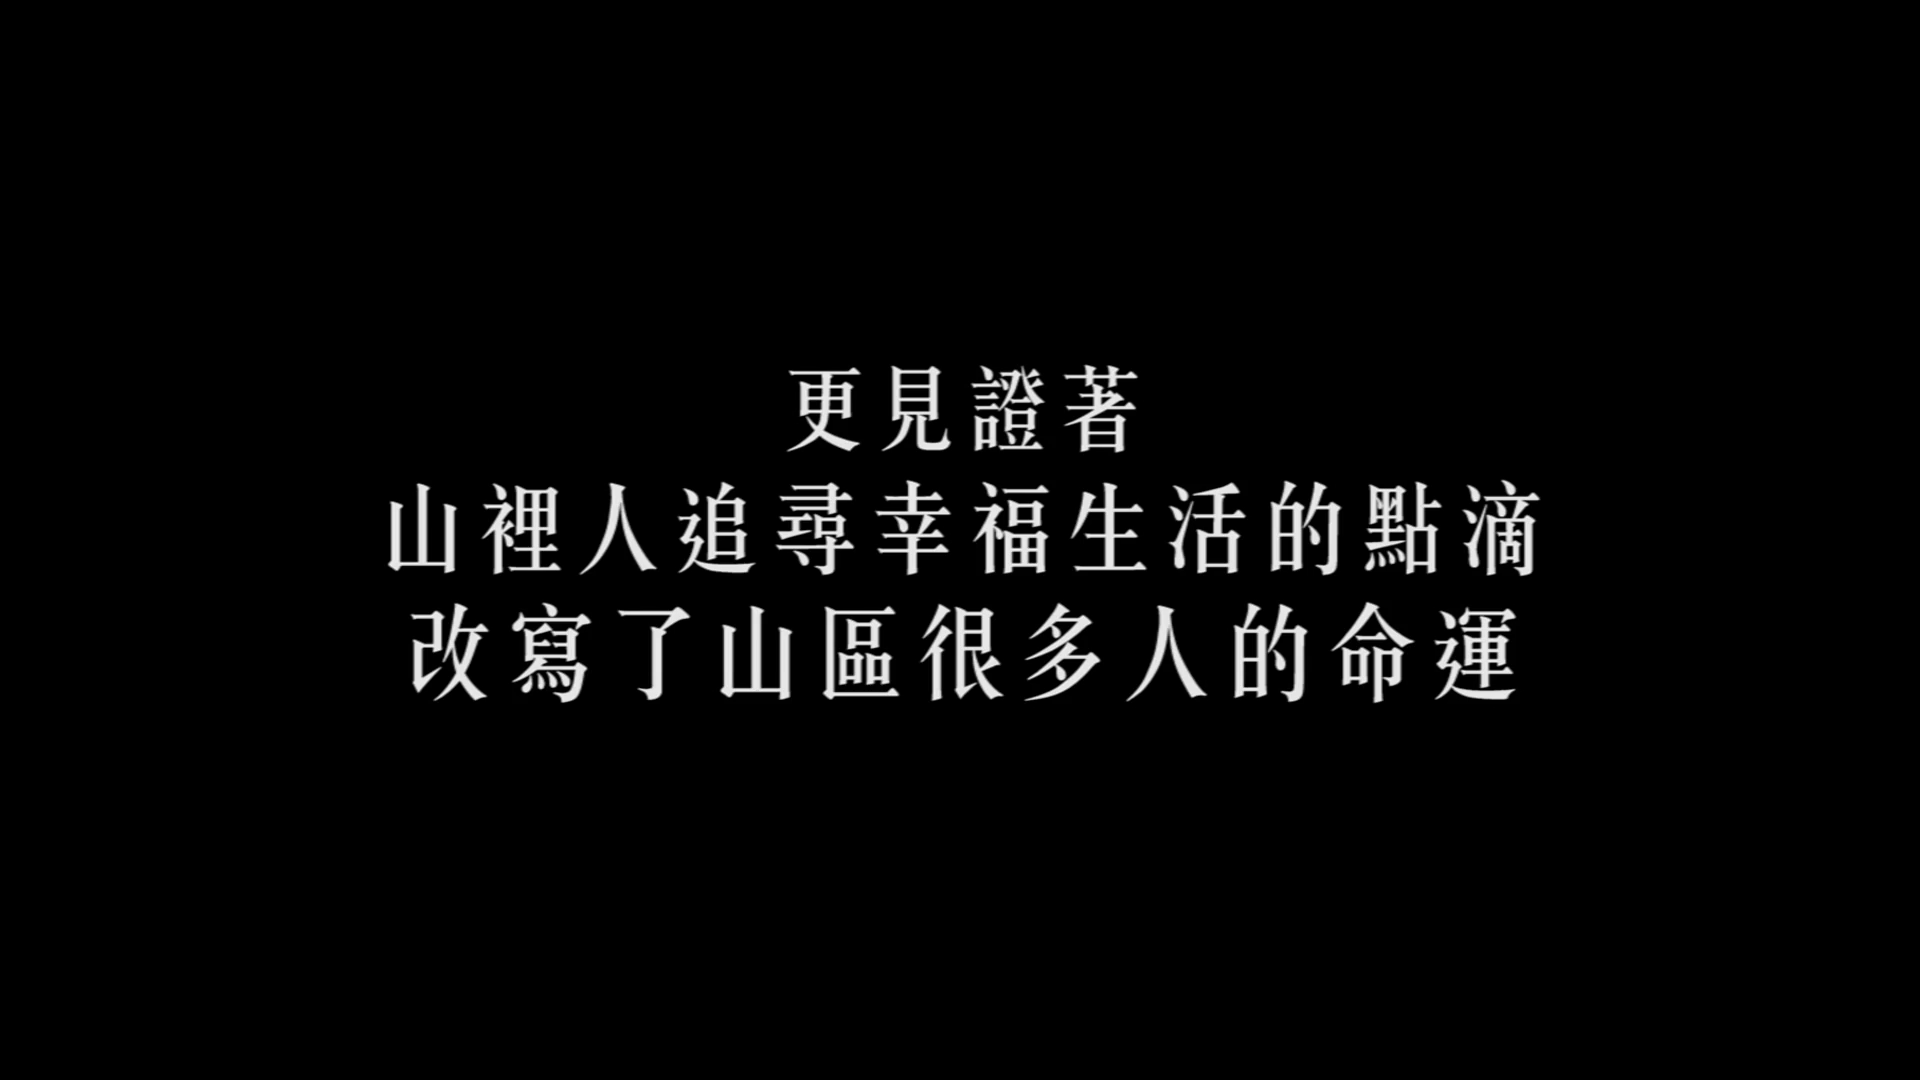 更見證著
山裡人追尋幸福生活的點滴
改寫了山區很多人的命運